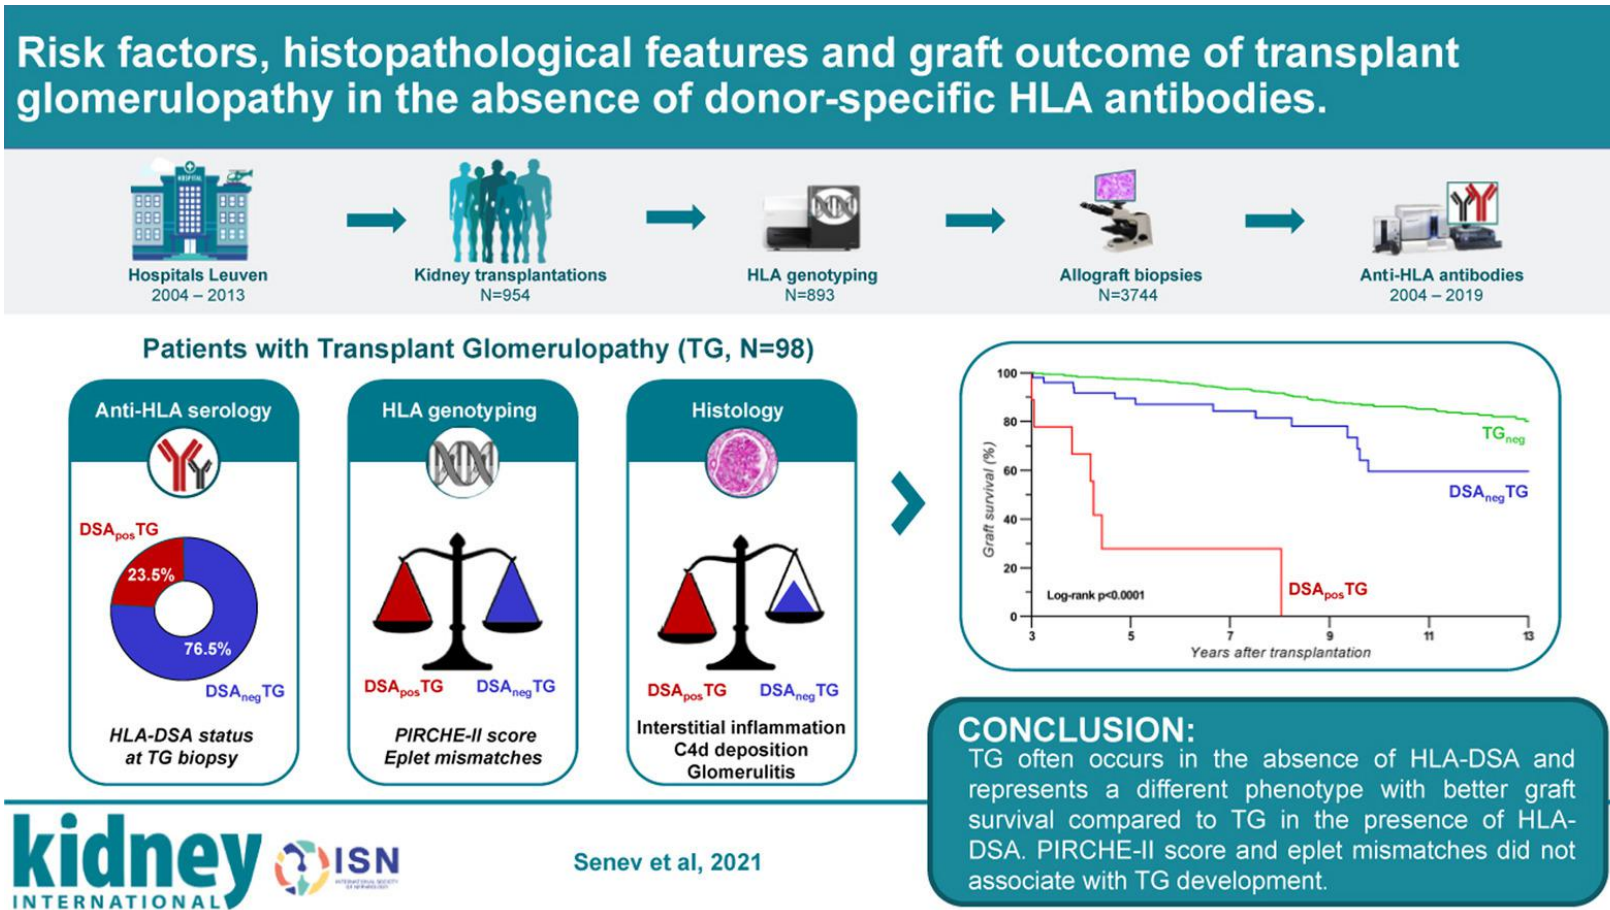 Risk factors, histopathological features and graft outcome of transplant
glomerulopathy in the absence of donor-specific HLA antibodies.
HOSPITAL
Hospitals Leuven
2004 – 2013
Kidney transplantations
N=954
HLA genotyping
N=893
Allograft biopsies
N=3744
Anti-HLA antibodies
2004 – 2019
Patients with Transplant Glomerulopathy (TG, N=98)
Anti-HLA serology
DSAposTG
23.5%
76.5%
DSAnegTG
HLA-DSA status
at TG biopsy
HLA genotyping
DSAposTG
DSAnegTG
PIRCHE-II score
Eplet mismatches
Histology
DSAposTG
DSAnegTG
Interstitial inflammation
C4d deposition
Glomerulitis
Graft survival (%)
100
80
60
40
20
0
TGneg
DSAnegTG
DSAposTG
Log-rank p<0.0001
3
5
7
9
11
13
Years after transplantation
CONCLUSION:
TG often occurs in the absence of HLA-DSA and
represents a different phenotype with better graft
survival compared to TG in the presence of HLA-
DSA. PIRCHE-II score and eplet mismatches did not
associate with TG development.
kidney
INTERNATIONAL
ISN
INTERNATIONAL SOCIETY
OF NEPHROLOGY
Senev et al, 2021